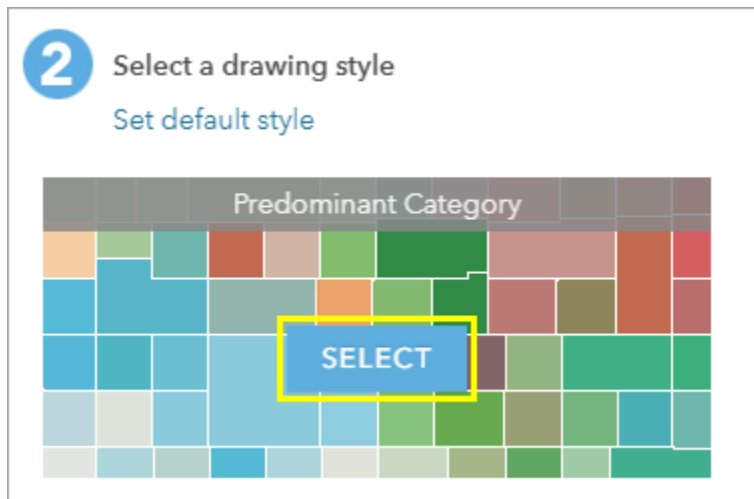 2
Select a drawing style
Set default style
Predominant Category
SELECT